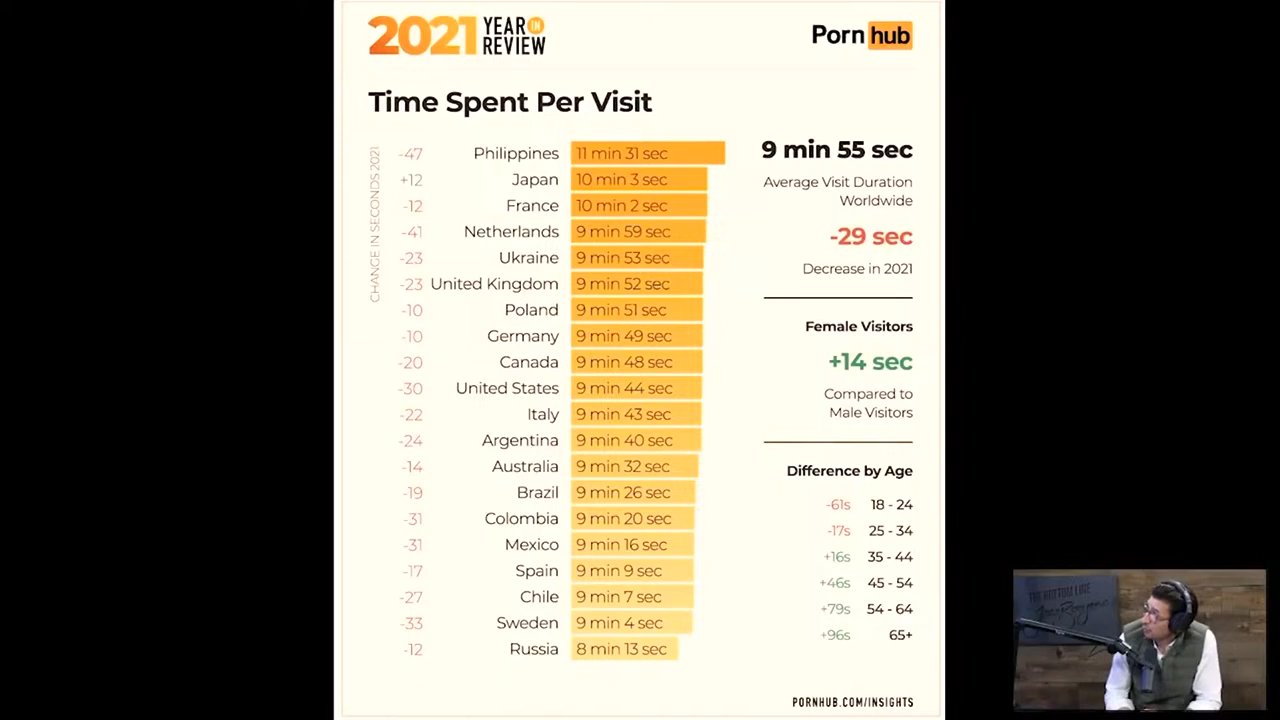 2021 YEAR IN REVIEW
Pornhub
Time Spent Per Visit
CHANGE IN SECONDS 2021
-47 Philippines 11 min 31 sec
+12 Japan 10 min 3 sec
-12 France 10 min 2 sec
-41 Netherlands 9 min 59 sec
-23 Ukraine 9 min 53 sec
-23 United Kingdom 9 min 52 sec
-10 Poland 9 min 51 sec
-10 Germany 9 min 49 sec
-20 Canada 9 min 48 sec
-30 United States 9 min 44 sec
-22 Italy 9 min 43 sec
-24 Argentina 9 min 40 sec
-14 Australia 9 min 32 sec
-19 Brazil 9 min 26 sec
-31 Colombia 9 min 20 sec
-31 Mexico 9 min 16 sec
-17 Spain 9 min 9 sec
-27 Chile 9 min 7 sec
-33 Sweden 9 min 4 sec
-12 Russia 8 min 13 sec
9 min 55 sec
Average Visit Duration
Worldwide
-29 sec
Decrease in 2021
Female Visitors
+14 sec
Compared to
Male Visitors
Difference by Age
-61s 18 - 24
-17s 25 - 34
+16s 35 - 44
+46s 45 - 54
+79s 54 - 64
+96s 65+
PORNHUB.COM/INSIGHTS
THE BOTTOM LINE